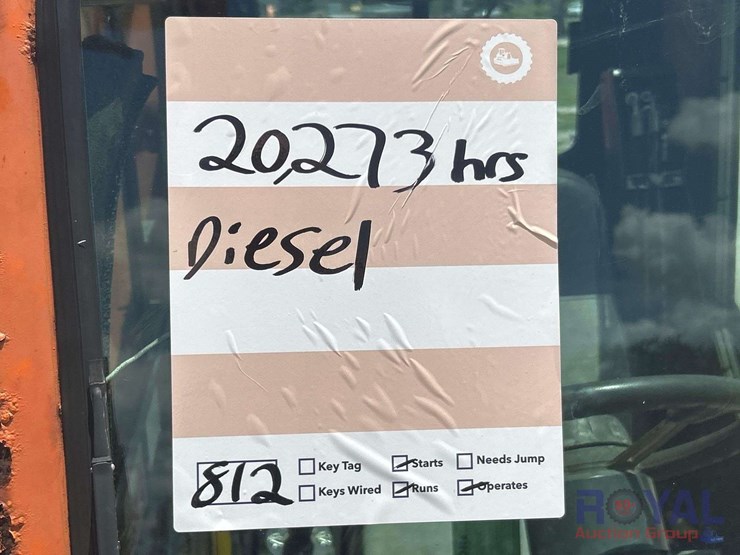 20,273 hrs
Diesel
812
Key Tag Starts Needs Jump
Keys Wired Runs Operates
ROYAL
Auction Group